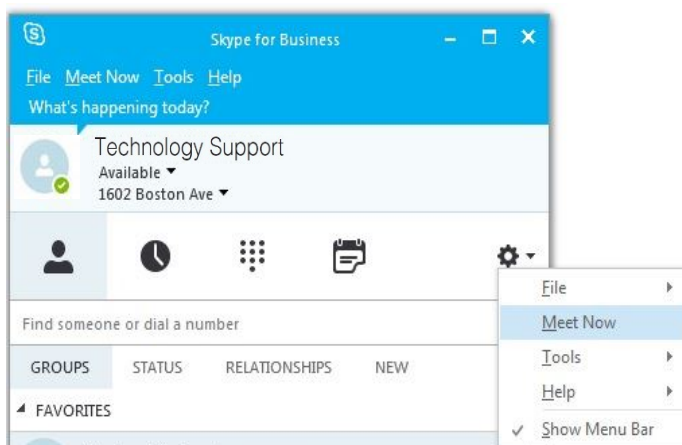 Skype for Business
File Meet Now Tools Help
What's happening today?
Technology Support
Available
1602 Boston Ave
Find someone or dial a number
GROUPS STATUS RELATIONSHIPS NEW
FAVORITES
File
Meet Now
Tools
Help
Show Menu Bar